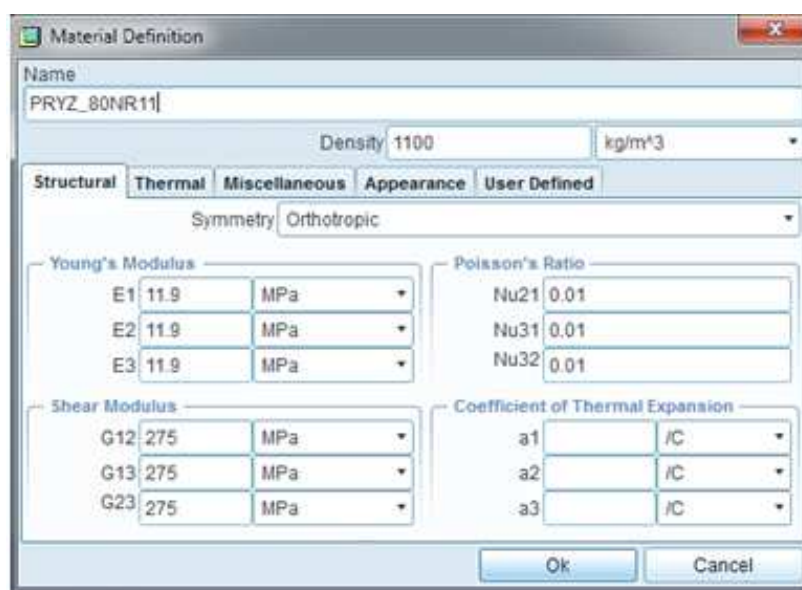 Material Definition
Name
PRYZ_80NR11
Density 1100 kg/m^3
Structural Thermal Miscellaneous Appearance User Defined
Symmetry Orthotropic
Young's Modulus Poisson's Ratio
E1 11.9 MPa Nu21 0.01
E2 11.9 MPa Nu31 0.01
E3 11.9 MPa Nu32 0.01
Shear Modulus Coefficient of Thermal Expansion
G12 275 MPa a1 /C
G13 275 MPa a2 /C
G23 275 MPa a3 /C
Ok Cancel